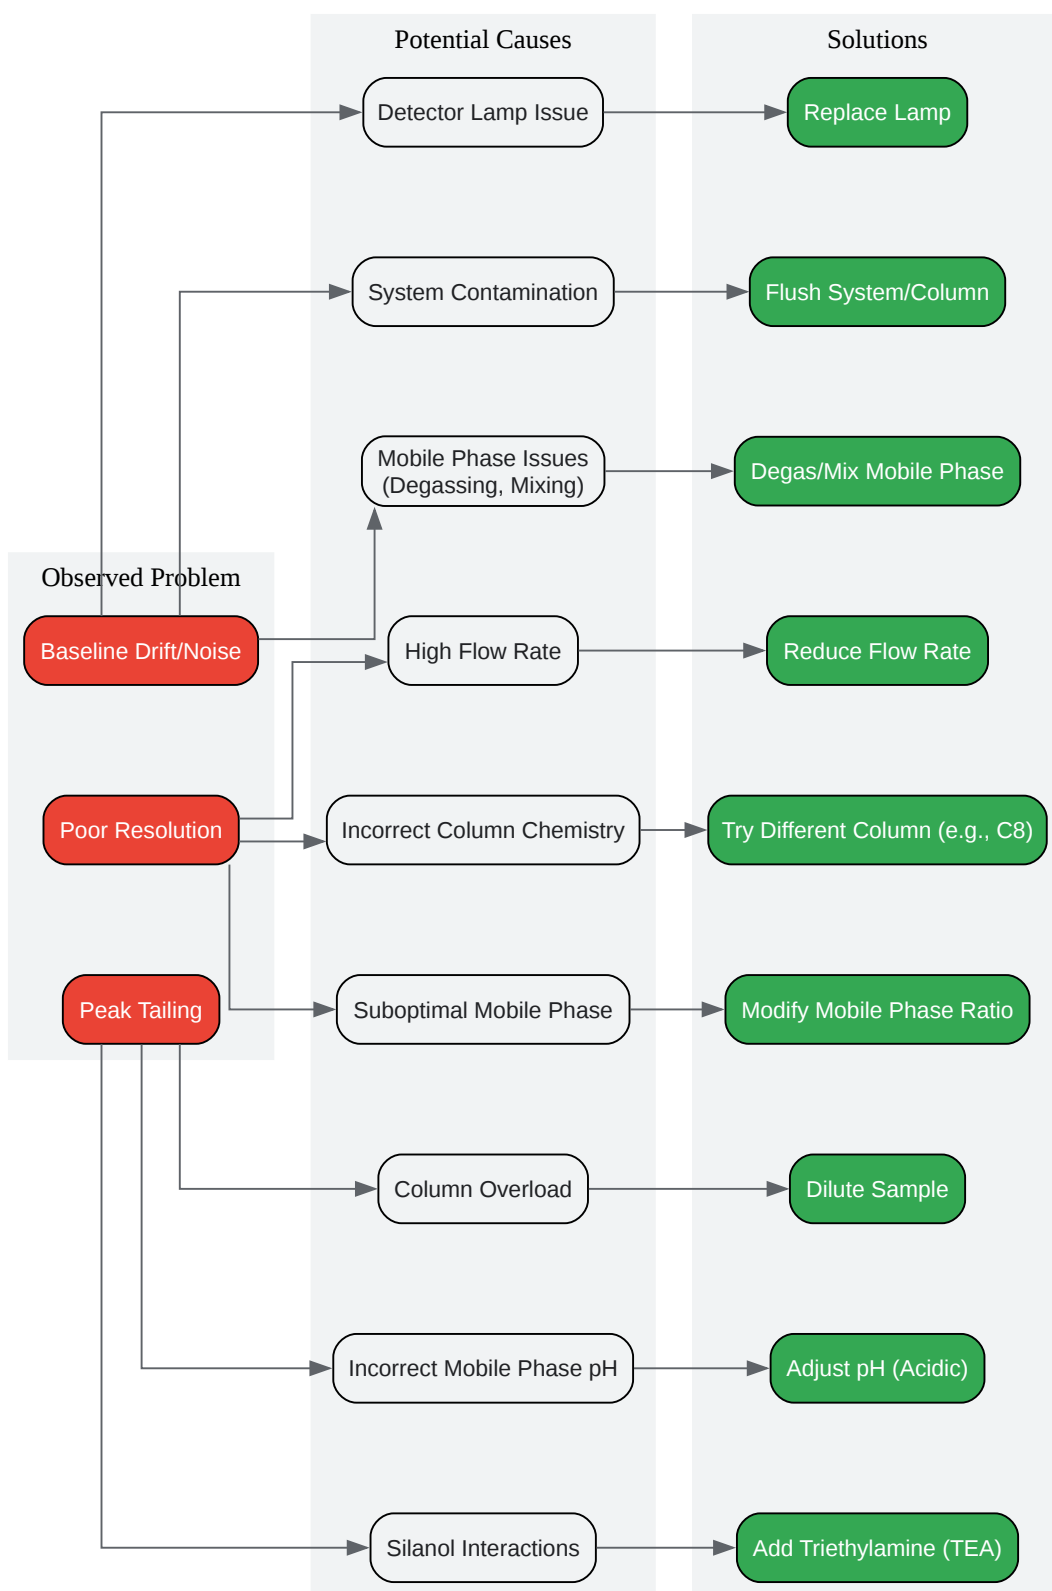 Potential Causes
Solutions
Detector Lamp Issue
Replace Lamp
System Contamination
Flush System/Column
Mobile Phase Issues
(Degassing, Mixing)
Degas/Mix Mobile Phase
Observed Problem
Baseline Drift/Noise
High Flow Rate
Reduce Flow Rate
Poor Resolution
Incorrect Column Chemistry
Try Different Column (e.g., C8)
Peak Tailing
Suboptimal Mobile Phase
Modify Mobile Phase Ratio
Column Overload
Dilute Sample
Incorrect Mobile Phase pH
Adjust pH (Acidic)
Silanol Interactions
Add Triethylamine (TEA)